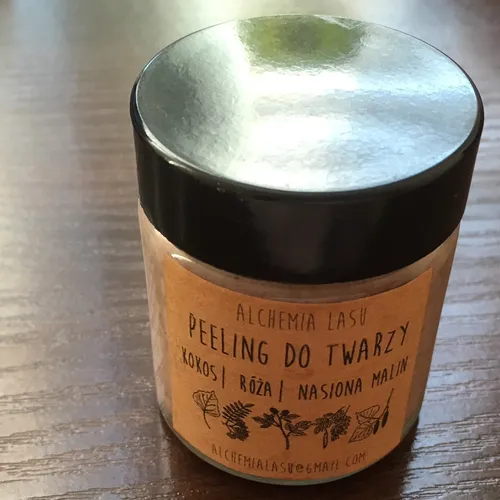 ALCHEMIA LASU
PEELING DO TWARZY
KOKOS| RÓŻA| NASIONA MALIN
ALCHEMIALASU@GMAIL.COM